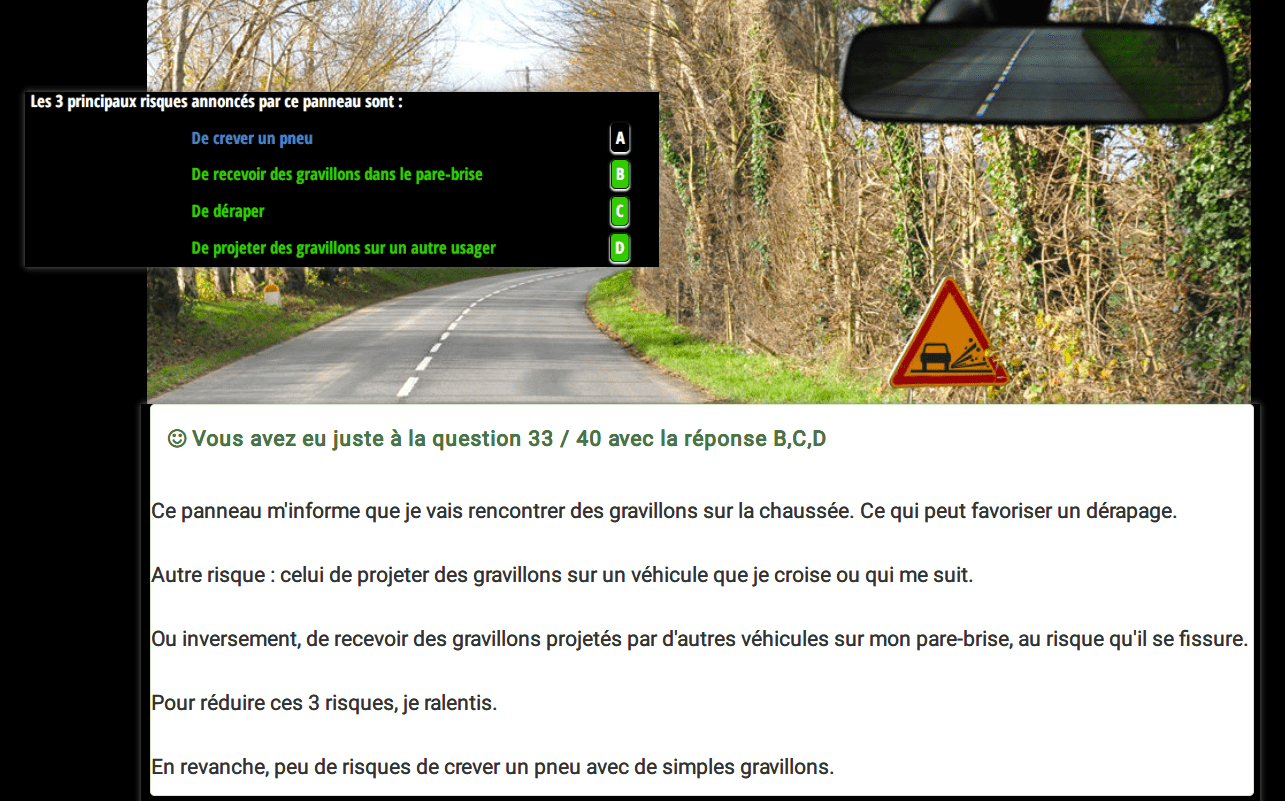 Les 3 principaux risques annoncés par ce panneau sont :
De crever un pneu A
De recevoir des gravillons dans le pare-brise B
De déraper C
De projeter des gravillons sur un autre usager D
Vous avez eu juste à la question 33 / 40 avec la réponse B,C,D
Ce panneau m'informe que je vais rencontrer des gravillons sur la chaussée. Ce qui peut favoriser un dérapage.
Autre risque : celui de projeter des gravillons sur un véhicule que je croise ou qui me suit.
Ou inversement, de recevoir des gravillons projetés par d'autres véhicules sur mon pare-brise, au risque qu'il se fissure.
Pour réduire ces 3 risques, je ralentis.
En revanche, peu de risques de crever un pneu avec de simples gravillons.